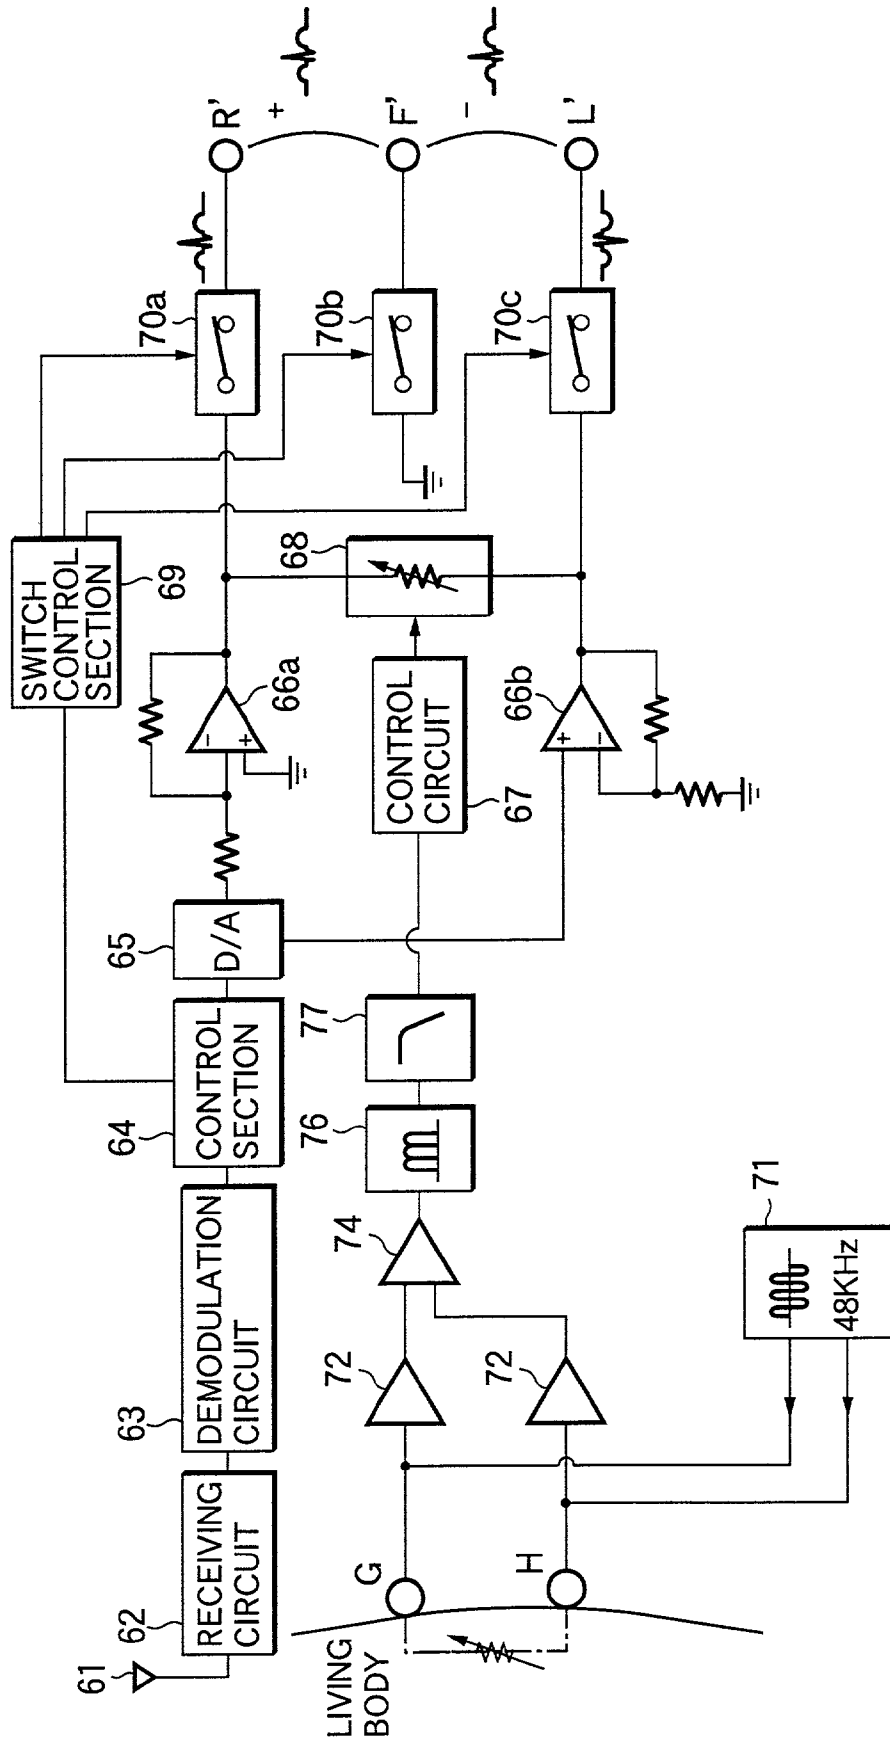 61
62
RECEIVING
CIRCUIT
63
DEMODULATION
CIRCUIT
64
CONTROL
SECTION
65
D/A
SWITCH
CONTROL
SECTION
69
−
+
66a
70a
R'
+
70b
F'
−
70c
L'
68
CONTROL
CIRCUIT
67
+
−
66b
LIVING
BODY
G
H
72
72
74
76
77
71
48KHz